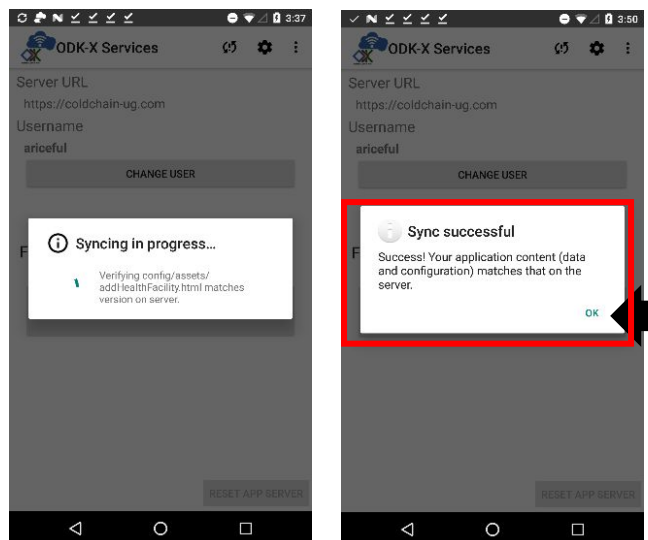 3:37
ODK-X Services
Server URL
https://coldchain-ug.com
Username
ariceful
CHANGE USER
F
Syncing in progress...
Verifying config/assets/
addHealthFacility.html matches
version on server.
RESET APP SERVER
3:50
ODK-X Services
Server URL
https://coldchain-ug.com
Username
ariceful
CHANGE USER
F
Sync successful
Success! Your application content (data
and configuration) matches that on the
server.
OK
RESET APP SERVER